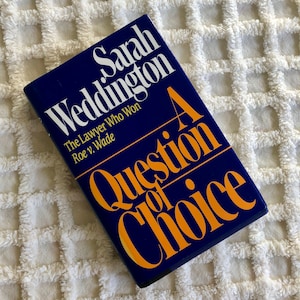 Sarah
Weddington
The Lawyer Who Won
Roe v. Wade
A
Question
of
Choice